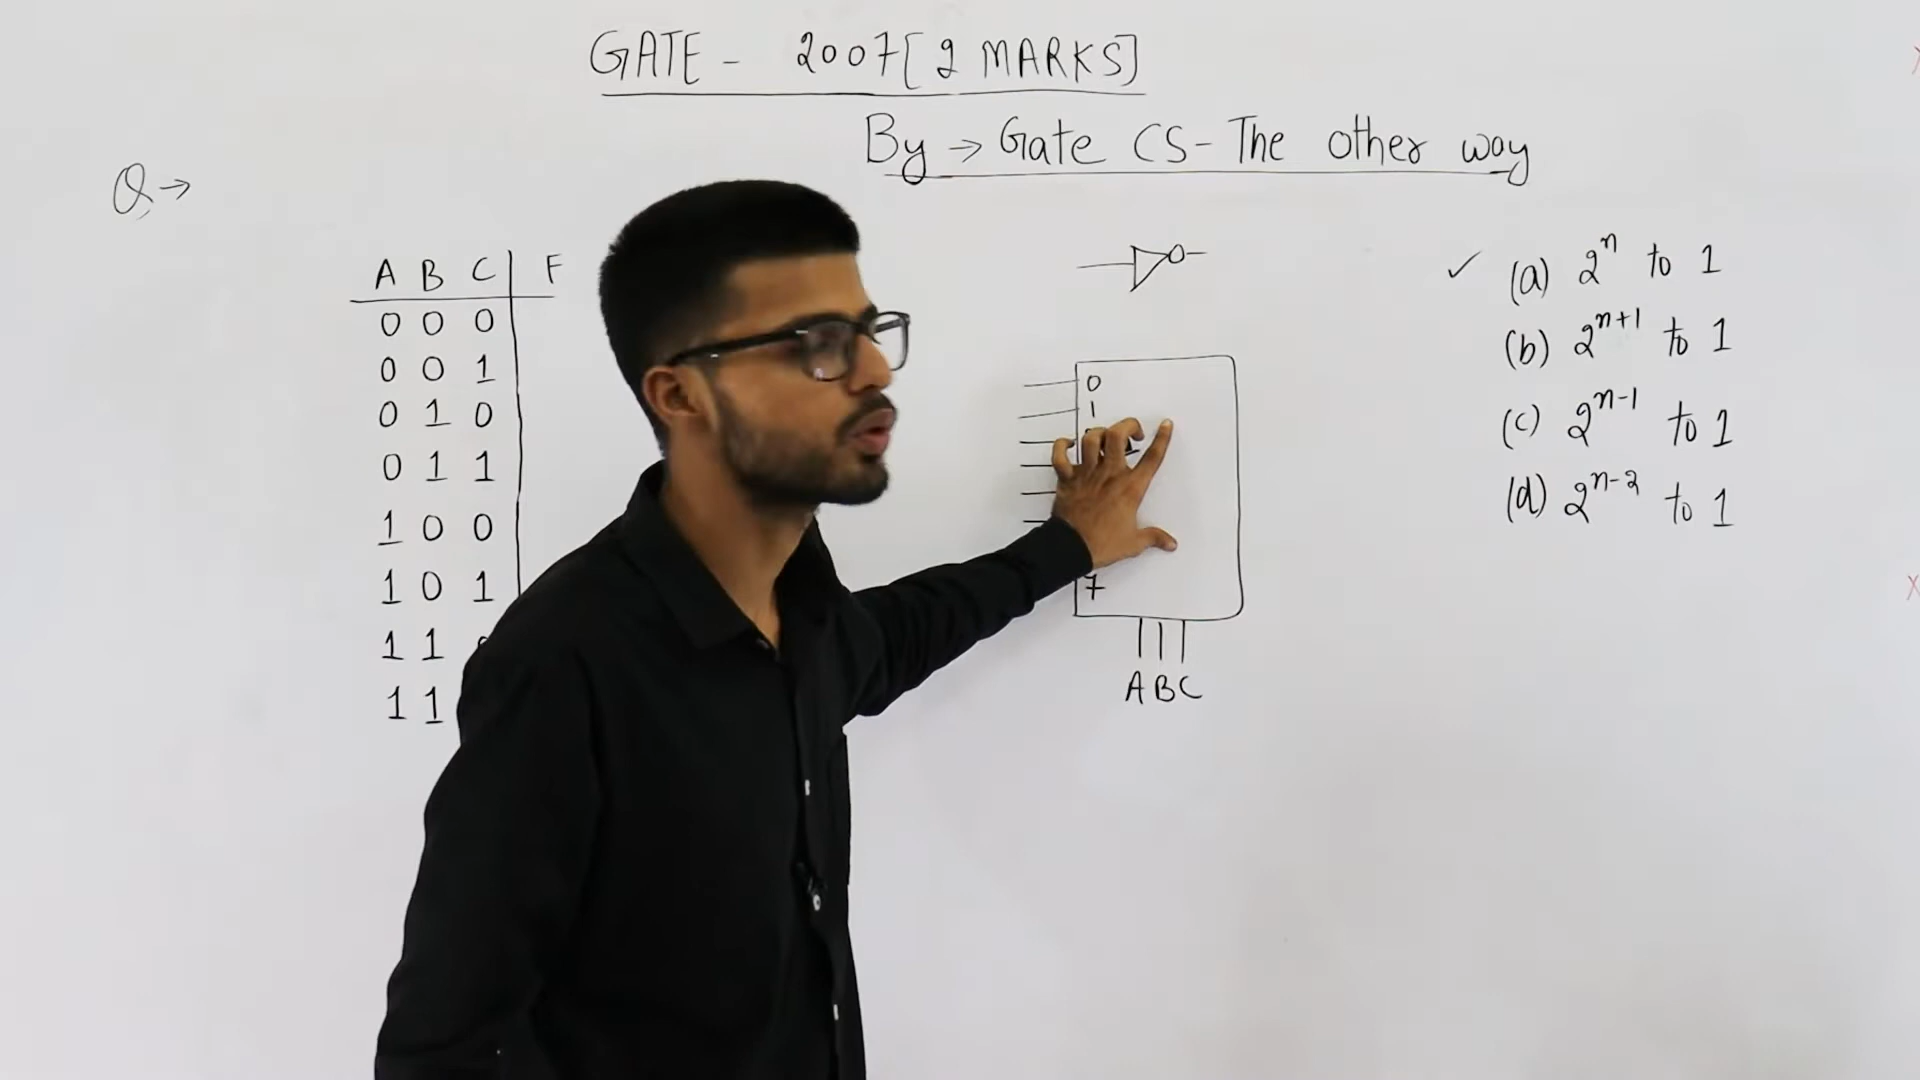 GATE - 2007 [2 MARKS]
By → Gate CS - The other way
Q →
A B C F
0 0 0
0 0 1
0 1 0
0 1 1
1 0 0
1 0 1
1 1
1 1
0
1
7
A B C
✓ (a) 2^n to 1
(b) 2^{n+1} to 1
(c) 2^{n-1} to 1
(d) 2^{n-2} to 1